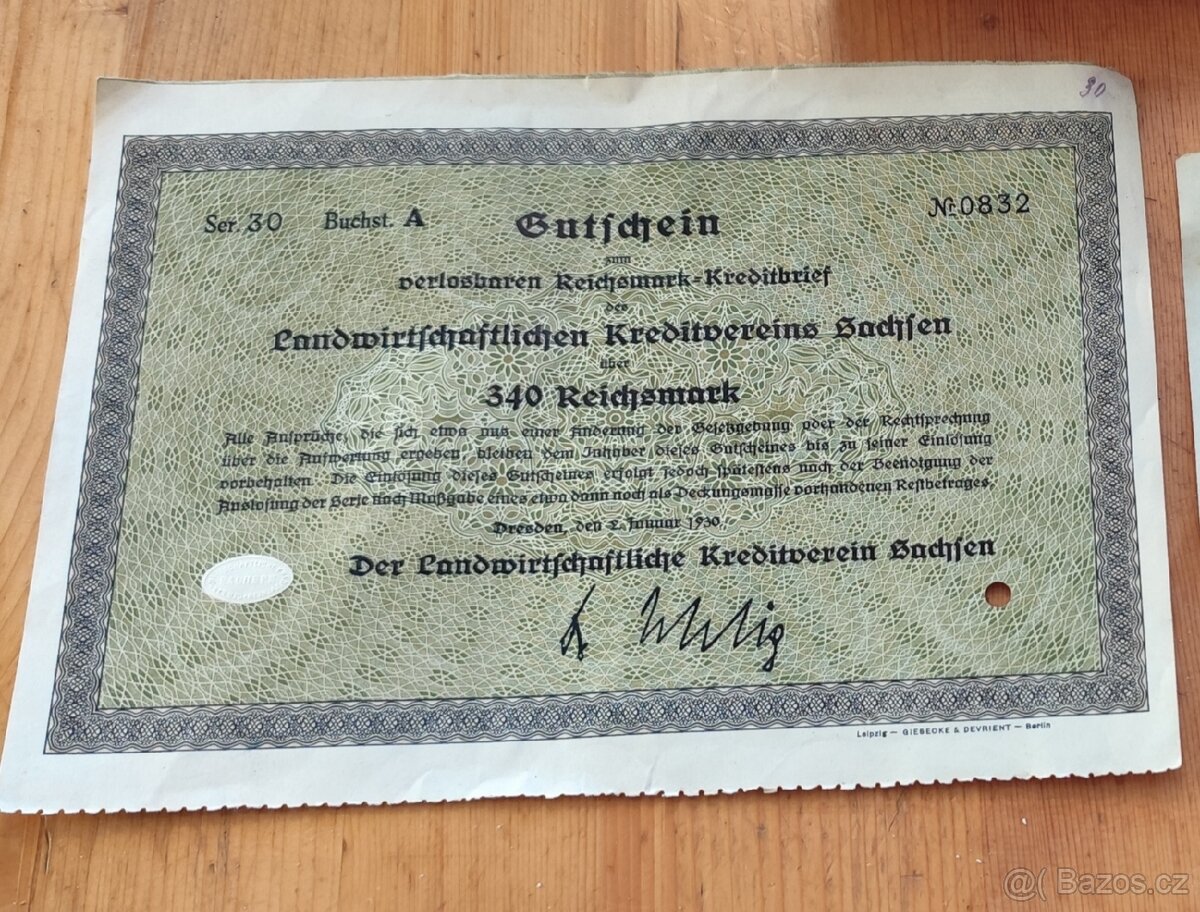 30
Ser. 30 Buchst. A Gutschein № 0832
zum
verlosbaren Reichsmark-Kreditbrief
des
Landwirtschaftlichen Kreditvereins Sachsen
über
340 Reichsmark
Alle Ansprüche, die sich etwa aus einer Änderung der Gesetzgebung oder der Rechtsprechung
über die Aufwertung ergeben, bleiben dem Inhaber dieses Gutscheines bis zu seiner Einlösung
vorbehalten. Die Einlösung dieses Gutscheines erfolgt jedoch spätestens nach der Beendigung der
Auslosung der Serie nach Maßgabe eines etwa dann noch als Deckungsmasse vorhandenen Restbetrages.
Dresden, den 2. Januar 1930.
Der Landwirtschaftliche Kreditverein Sachsen
Leipzig — GIESECKE & DEVRIENT — Berlin
@( Bazos.cz